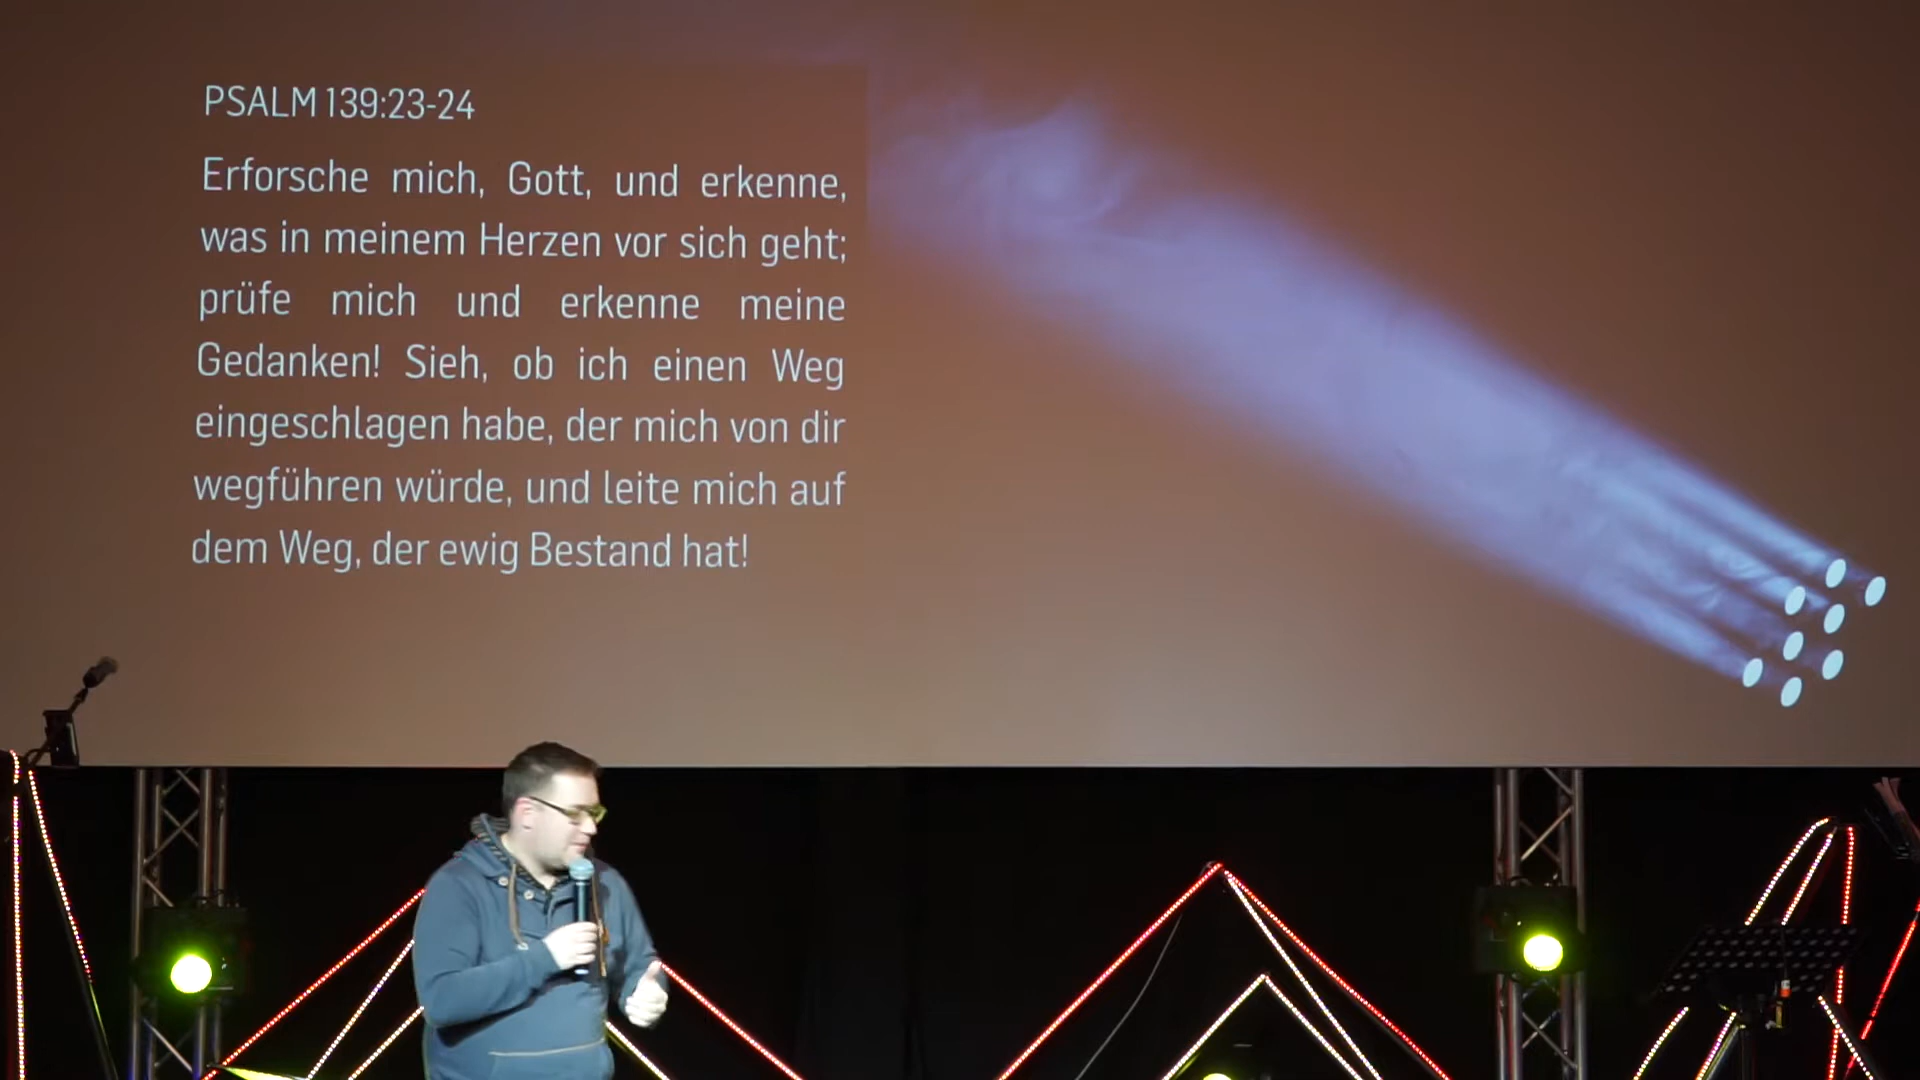 PSALM 139:23-24
Erforsche mich, Gott, und erkenne,
was in meinem Herzen vor sich geht;
prüfe mich und erkenne meine
Gedanken! Sieh, ob ich einen Weg
eingeschlagen habe, der mich von dir
wegführen würde, und leite mich auf
dem Weg, der ewig Bestand hat!